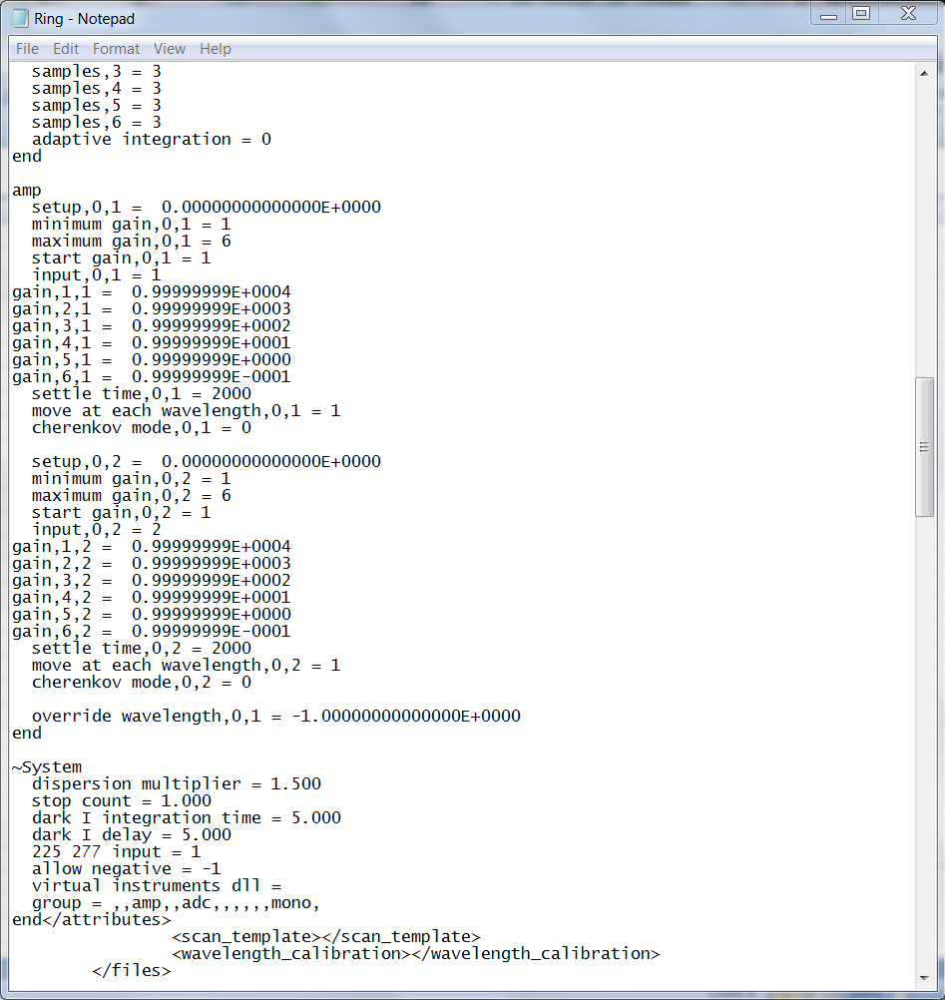 Ring - Notepad
File Edit Format View Help
  samples,3 = 3
  samples,4 = 3
  samples,5 = 3
  samples,6 = 3
  adaptive integration = 0
end

amp
  setup,0,1 =  0.00000000000000E+0000
  minimum gain,0,1 = 1
  maximum gain,0,1 = 6
  start gain,0,1 = 1
  input,0,1 = 1
gain,1,1 =  0.99999999E+0004
gain,2,1 =  0.99999999E+0003
gain,3,1 =  0.99999999E+0002
gain,4,1 =  0.99999999E+0001
gain,5,1 =  0.99999999E+0000
gain,6,1 =  0.99999999E-0001
  settle time,0,1 = 2000
  move at each wavelength,0,1 = 1
  cherenkov mode,0,1 = 0

  setup,0,2 =  0.00000000000000E+0000
  minimum gain,0,2 = 1
  maximum gain,0,2 = 6
  start gain,0,2 = 1
  input,0,2 = 2
gain,1,2 =  0.99999999E+0004
gain,2,2 =  0.99999999E+0003
gain,3,2 =  0.99999999E+0002
gain,4,2 =  0.99999999E+0001
gain,5,2 =  0.99999999E+0000
gain,6,2 =  0.99999999E-0001
  settle time,0,2 = 2000
  move at each wavelength,0,2 = 1
  cherenkov mode,0,2 = 0

  override wavelength,0,1 = -1.00000000000000E+0000
end

~System
  dispersion multiplier = 1.500
  stop count = 1.000
  dark I integration time = 5.000
  dark I delay = 5.000
  225 277 input = 1
  allow negative = -1
  virtual instruments dll =
  group = ,,amp,,adc,,,,,,mono,
end</attributes>
                <scan_template></scan_template>
                <wavelength_calibration></wavelength_calibration>
        </files>